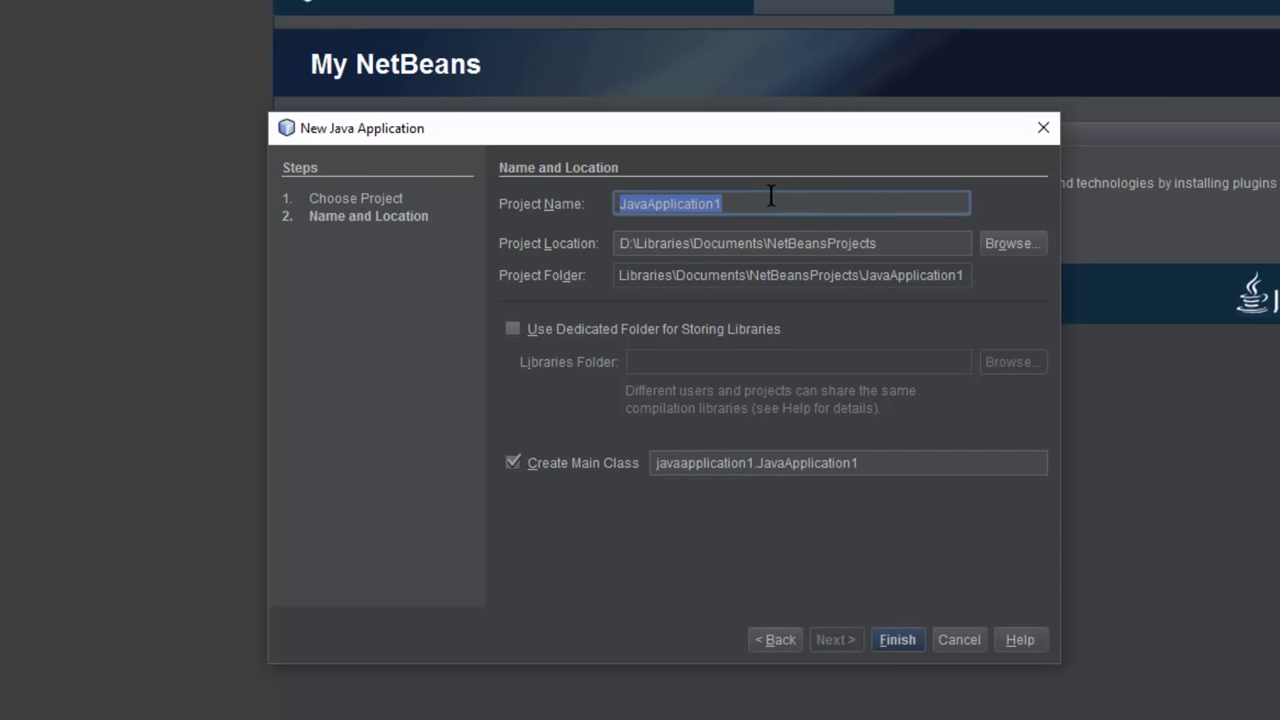 My NetBeans
New Java Application
Steps
1. Choose Project
2. Name and Location
Name and Location
Project Name: JavaApplication1
Project Location: D:\Libraries\Documents\NetBeansProjects Browse...
Project Folder: Libraries\Documents\NetBeansProjects\JavaApplication1
Use Dedicated Folder for Storing Libraries
Libraries Folder: Browse...
Different users and projects can share the same
compilation libraries (see Help for details).
Create Main Class javaapplication1.JavaApplication1
< Back Next > Finish Cancel Help
nd technologies by installing plugins
J